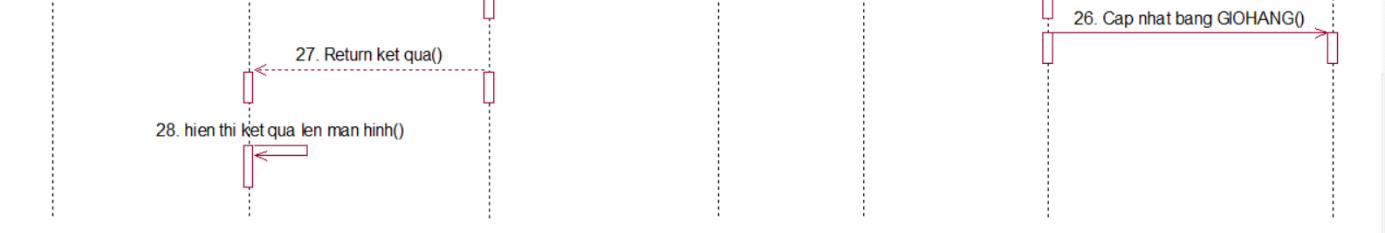 26. Cap nhat bang GIOHANG()
27. Return ket qua()
28. hien thi ket qua len man hinh()